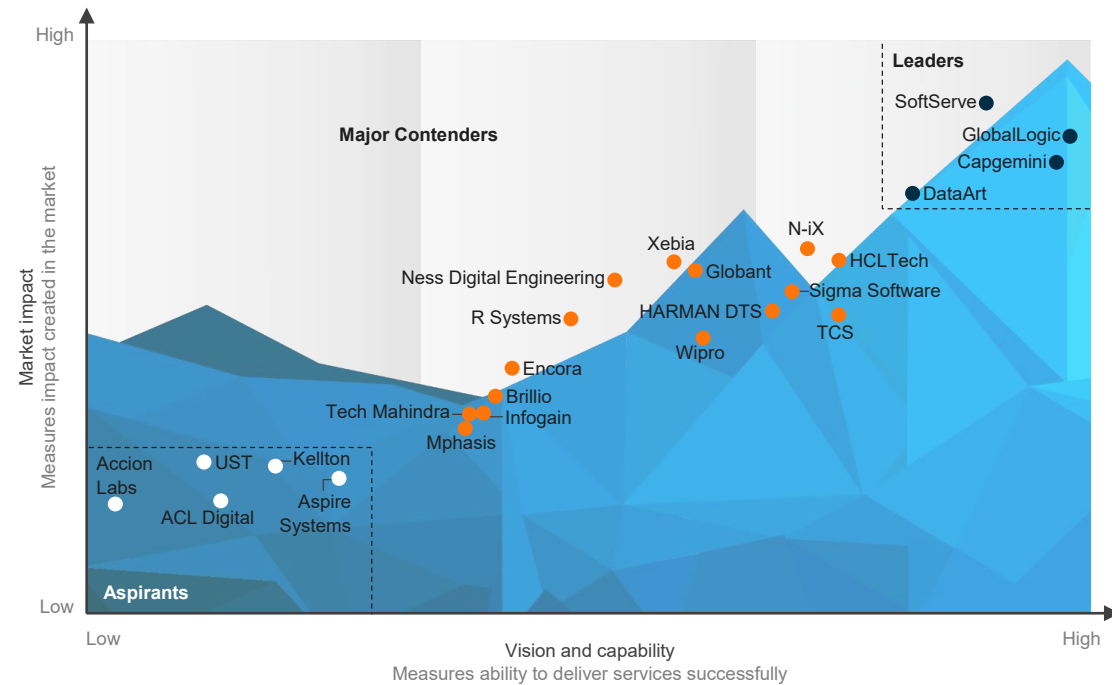 High
Leaders
SoftServe
Major Contenders
GlobalLogic
Capgemini
DataArt
N-iX
Xebia
HCLTech
Globant
Ness Digital Engineering
Sigma Software
HARMAN DTS
R Systems
TCS
Wipro
Encora
Brillio
Tech Mahindra
Infogain
Mphasis
Market impact
Measures impact created in the market
Accion
Labs
UST
Kellton
ACL Digital
Aspire
Systems
Aspirants
Low
Low
High
Vision and capability
Measures ability to deliver services successfully